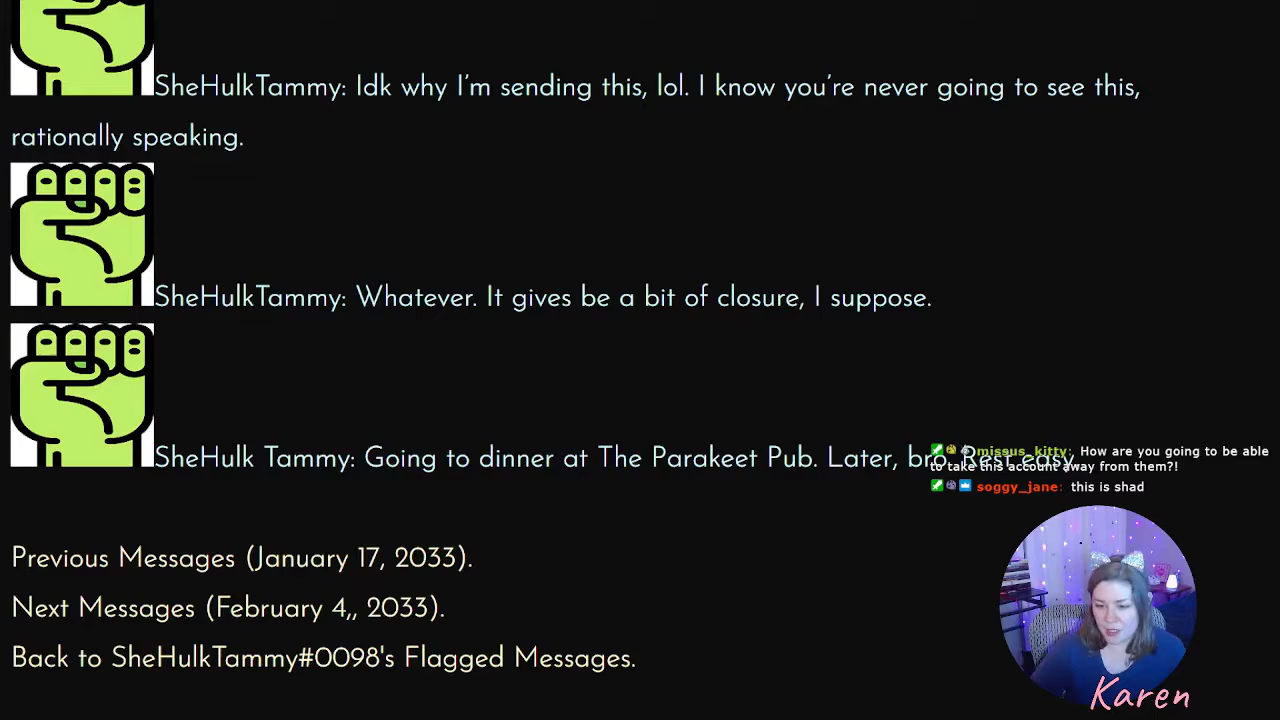 SheHulkTammy: Idk why I'm sending this, lol. I know you're never going to see this,
rationally speaking.
SheHulkTammy: Whatever. It gives be a bit of closure, I suppose.
SheHulk Tammy: Going to dinner at The Parakeet Pub. Later, bro. Rest easy.
missus_kitty: How are you going to be able
to take this account away from them?!
soggy_jane: this is shad
Previous Messages (January 17, 2033).
Next Messages (February 4,, 2033).
Back to SheHulkTammy#0098's Flagged Messages.
Karen